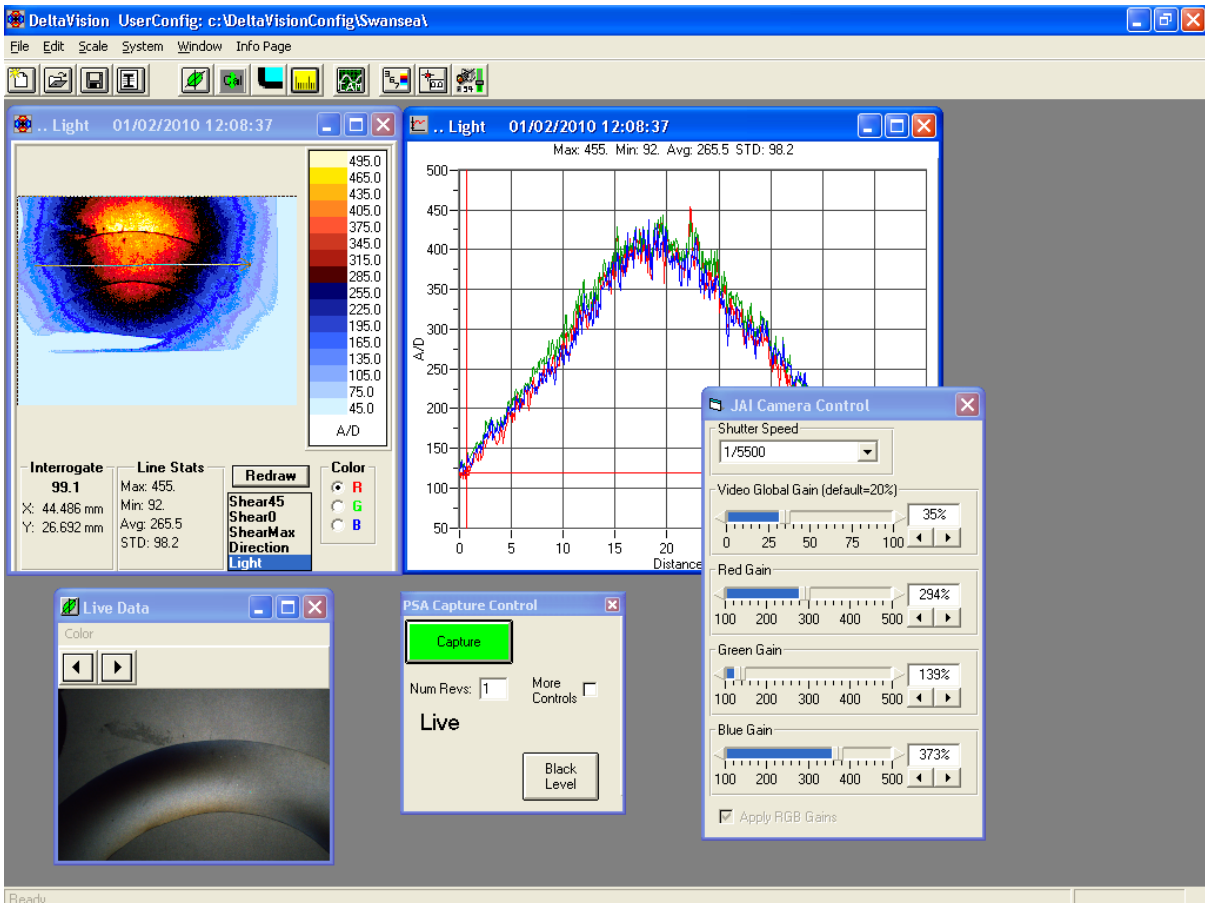 DeltaVision UserConfig: c:\DeltaVisionConfig\Swansea\
File Edit Scale System Window Info Page
.. Light 01/02/2010 12:08:37
495.0
465.0
435.0
405.0
375.0
345.0
315.0
285.0
255.0
225.0
195.0
165.0
135.0
105.0
75.0
45.0
A/D
Interrogate
99.1
X: 44.486 mm
Y: 26.692 mm
Line Stats
Max: 455.
Min: 92.
Avg: 265.5
STD: 98.2
Redraw
Shear45
Shear0
ShearMax
Direction
Light
Color
R
G
B
.. Light 01/02/2010 12:08:37
Max: 455. Min: 92. Avg: 265.5 STD: 98.2
500
450
400
350
300
250
200
150
100
50
A/D
0 5 10 15 20
Distance
JAI Camera Control
Shutter Speed
1/5500
Video Global Gain (default=20%)
35%
0 25 50 75 100
Red Gain
294%
100 200 300 400 500
Green Gain
139%
100 200 300 400 500
Blue Gain
373%
100 200 300 400 500
Apply RGB Gains
Live Data
Color
PSA Capture Control
Capture
Num Revs: 1
More
Controls
Live
Black
Level
Ready